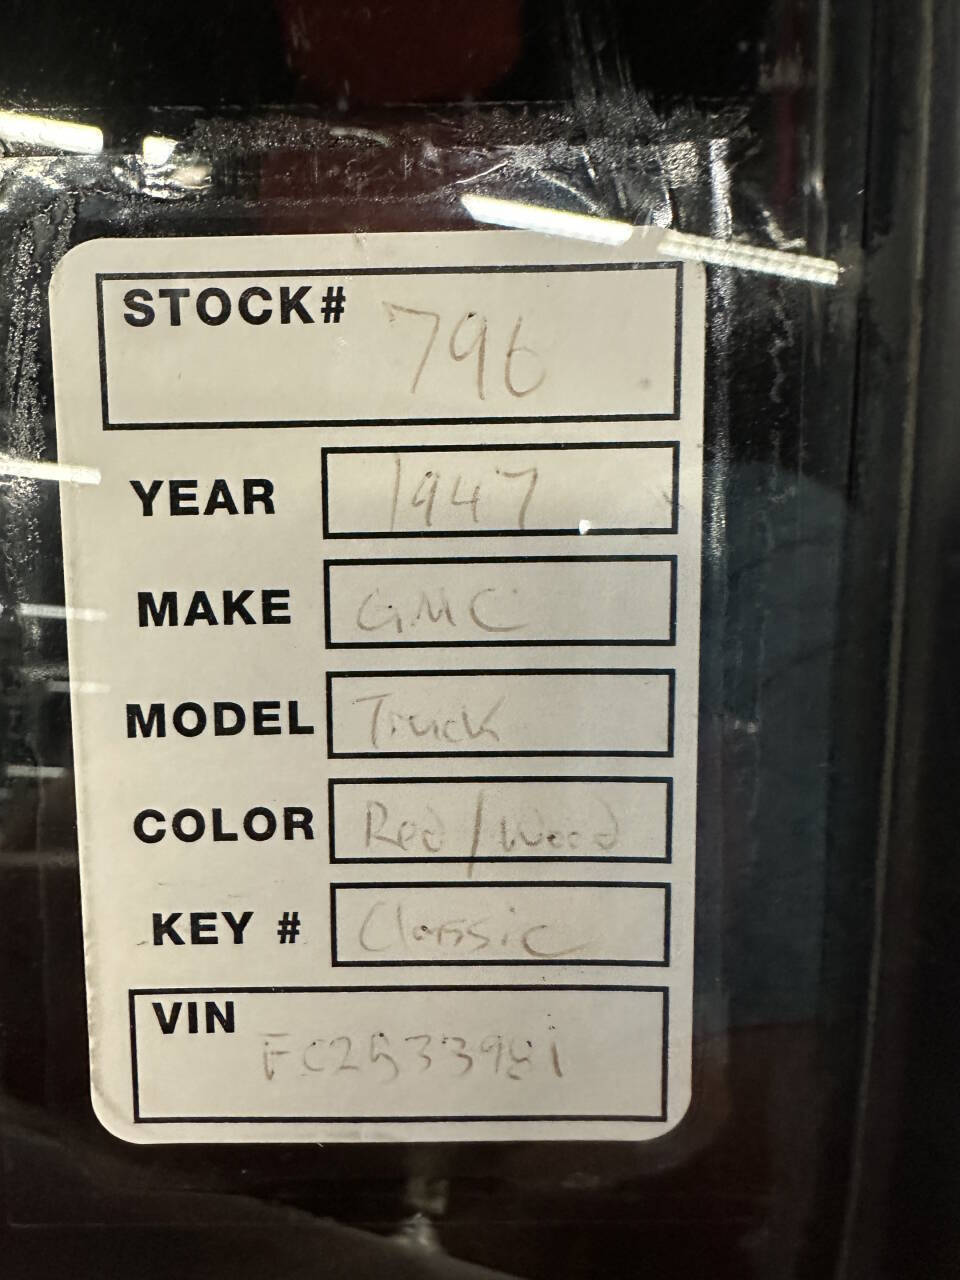 STOCK# 796
YEAR 1947
MAKE GMC
MODEL Truck
COLOR Red/Wood
KEY # Classic
VIN FC2533981